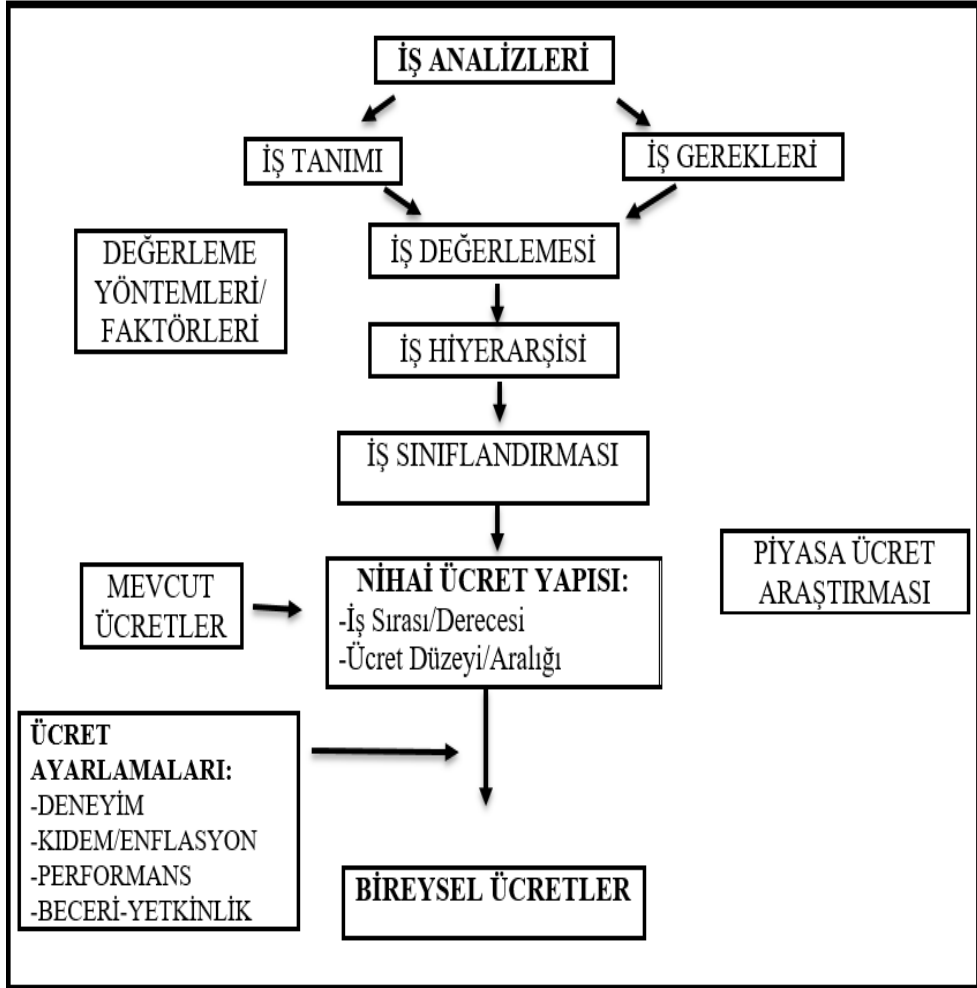 İŞ ANALİZLERİ
İŞ TANIMI
İŞ GEREKLERİ
DEĞERLEME
YÖNTEMLERİ/
FAKTÖRLERİ
İŞ DEĞERLEMESİ
İŞ HİYERARŞİSİ
İŞ SINIFLANDIRMASI
MEVCUT
ÜCRETLER
NİHAİ ÜCRET YAPISI:
-İş Sırası/Derecesi
-Ücret Düzeyi/Aralığı
PİYASA ÜCRET
ARAŞTIRMASI
ÜCRET
AYARLAMALARI:
-DENEYİM
-KIDEM/ENFLASYON
-PERFORMANS
-BECERİ-YETKİNLİK
BİREYSEL ÜCRETLER